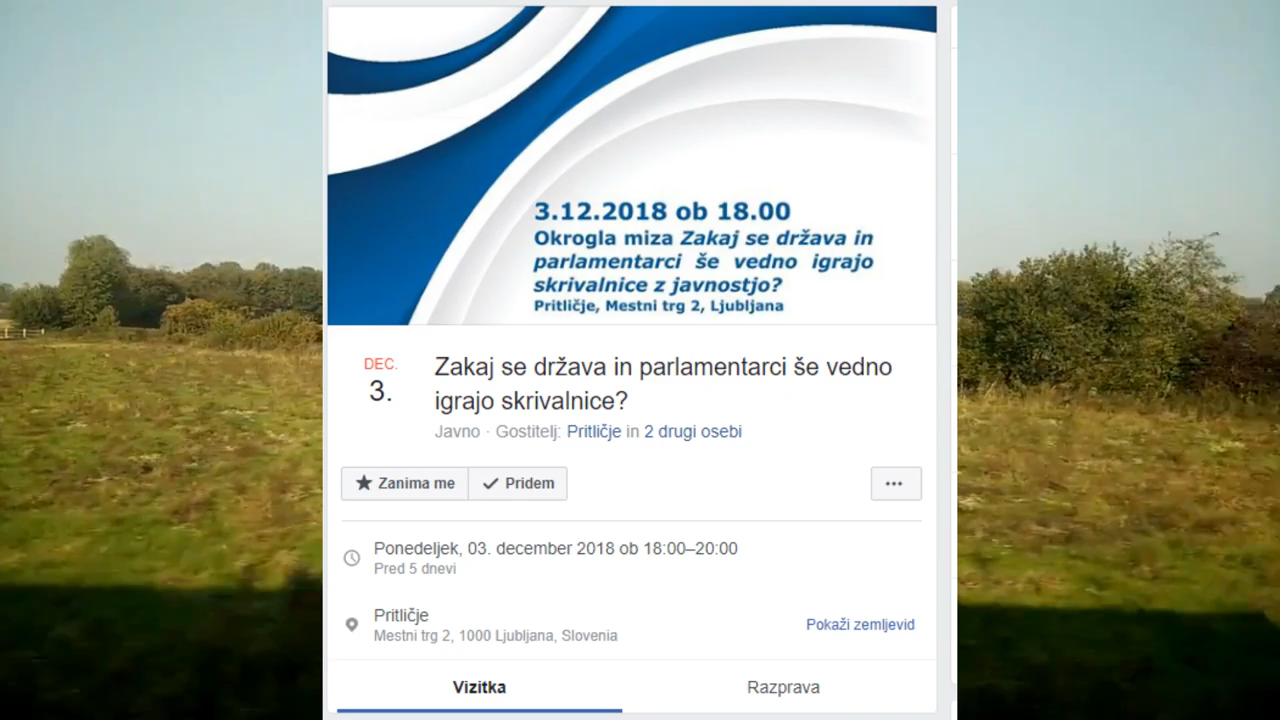 3.12.2018 ob 18.00
Okrogla miza Zakaj se država in
parlamentarci še vedno igrajo
skrivalnice z javnostjo?
Pritličje, Mestni trg 2, Ljubljana
DEC.
3.
Zakaj se država in parlamentarci še vedno
igrajo skrivalnice?
Javno · Gostitelj: Pritličje in 2 drugi osebi
Zanima me
Pridem
Ponedeljek, 03. december 2018 ob 18:00–20:00
Pred 5 dnevi
Pritličje
Mestni trg 2, 1000 Ljubljana, Slovenia
Pokaži zemljevid
Vizitka
Razprava